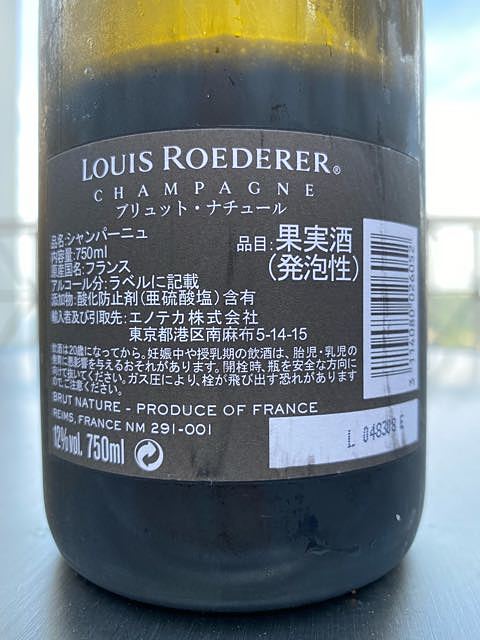 LOUIS ROEDERER®
CHAMPAGNE
ブリュット・ナチュール
品名:シャンパーニュ
内容量:750ml
原産国名:フランス
アルコール分:ラベルに記載
添加物:酸化防止剤(亜硫酸塩)含有
輸入者及び引取先:エノテカ株式会社
東京都港区南麻布5-14-15
品目:果実酒
(発泡性)
飲酒は20歳になってから。妊娠中や授乳期の飲酒は、胎児・乳児の
発育に悪影響を与えるおそれがあります。開栓時、瓶を安全な方向に
向けて抜いてください。ガス圧により、栓が飛び出す恐れがあります
ので、ご注意ください。
BRUT NATURE - PRODUCE OF FRANCE
REIMS, FRANCE NM 291-001
12%vol. 750ml
L 048308 E